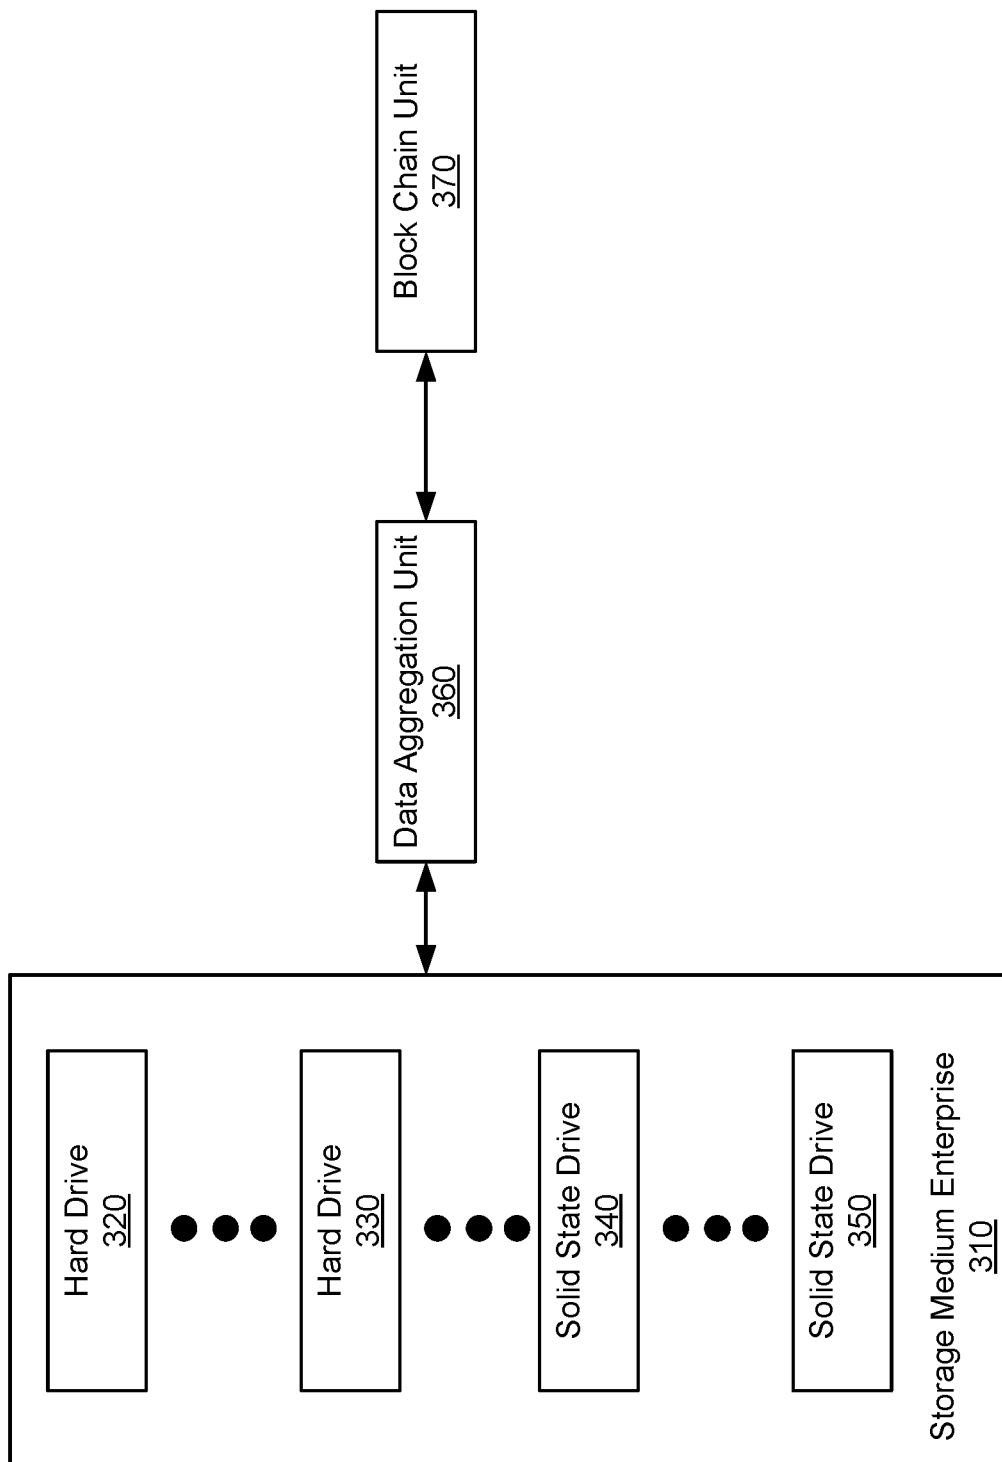 Hard Drive
320
Hard Drive
330
Solid State Drive
340
Solid State Drive
350
Storage Medium Enterprise
310
Data Aggregation Unit
360
Block Chain Unit
370